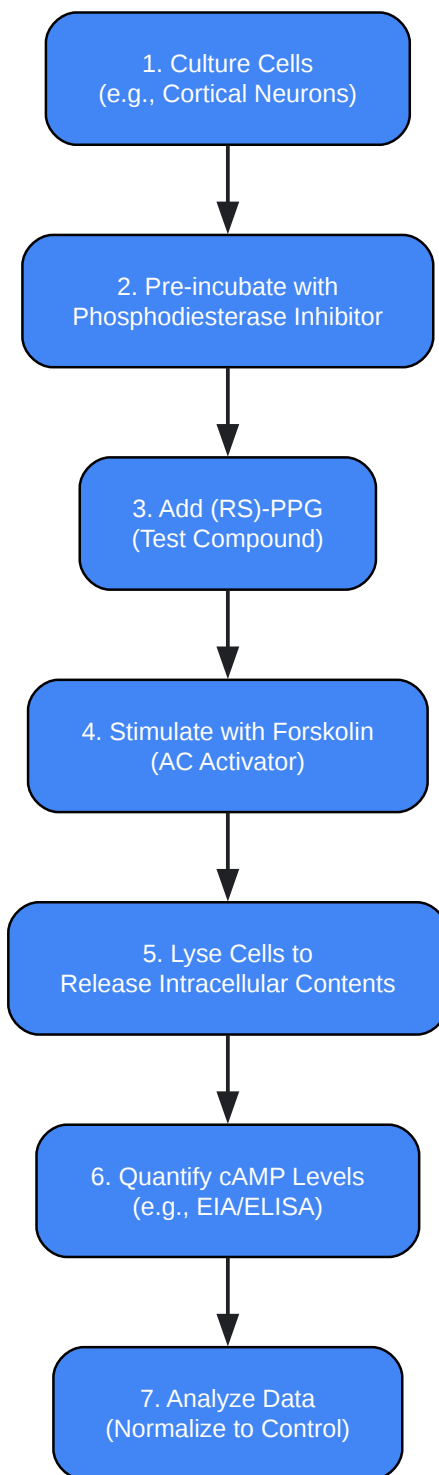 1. Culture Cells
(e.g., Cortical Neurons)
2. Pre-incubate with
Phosphodiesterase Inhibitor
3. Add (RS)-PPG
(Test Compound)
4. Stimulate with Forskolin
(AC Activator)
5. Lyse Cells to
Release Intracellular Contents
6. Quantify cAMP Levels
(e.g., EIA/ELISA)
7. Analyze Data
(Normalize to Control)